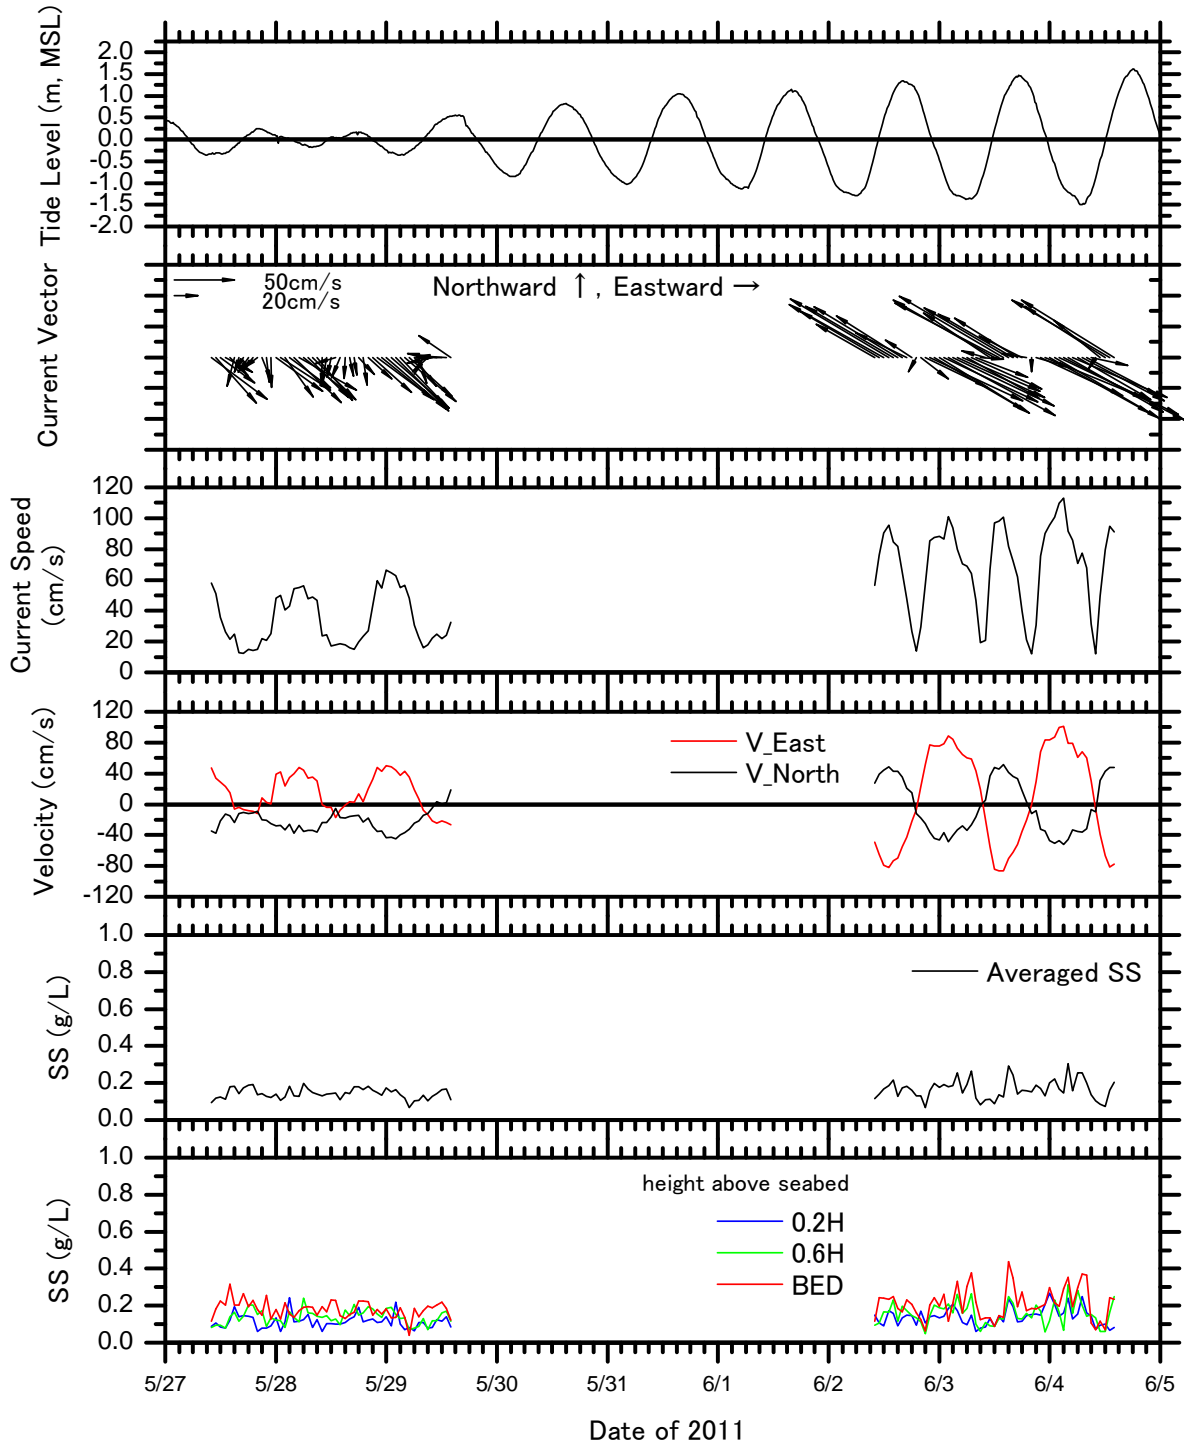 Tide Level (m, MSL)
2.0
1.5
1.0
0.5
0.0
-0.5
-1.0
-1.5
-2.0
Current Vector
50cm/s
20cm/s
Northward ↑ , Eastward →
Current Speed
(cm/s)
120
100
80
60
40
20
0
Velocity (cm/s)
120
80
40
0
-40
-80
-120
V_East
V_North
SS (g/L)
1.0
0.8
0.6
0.4
0.2
0.0
Averaged SS
SS (g/L)
1.0
0.8
0.6
0.4
0.2
0.0
height above seabed
0.2H
0.6H
BED
5/27 5/28 5/29 5/30 5/31 6/1 6/2 6/3 6/4 6/5
Date of 2011